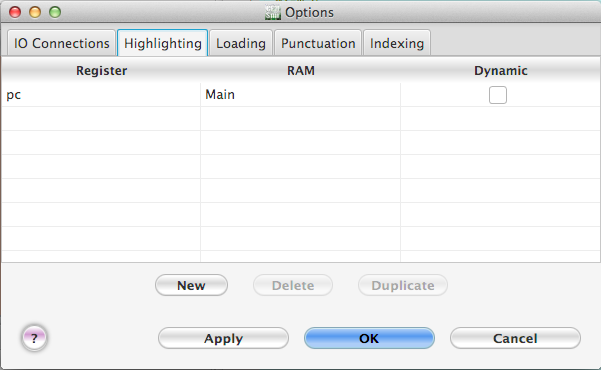 Options
IO Connections Highlighting Loading Punctuation Indexing
Register RAM Dynamic
pc Main
New Delete Duplicate
? Apply OK Cancel